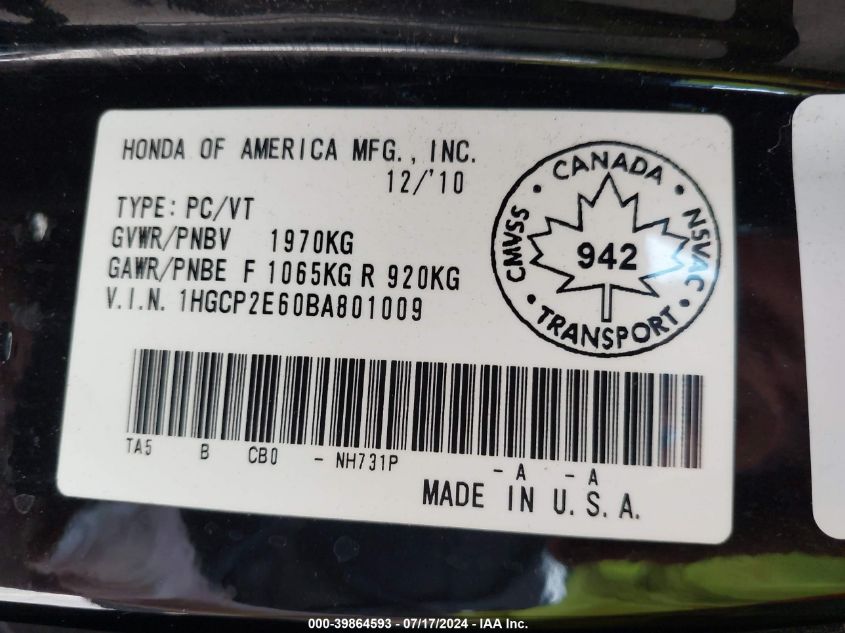 HONDA OF AMERICA MFG., INC.
12/'10
TYPE: PC/VT
GVWR/PNBV 1970KG
GAWR/PNBE F 1065KG R 920KG
V.I.N. 1HGCP2E60BA801009
· CANADA ·
CMVSS
942
NSVAC
· TRANSPORT ·
TA5 B CB0 - NH731P - A - A
MADE IN U.S.A.
000-39864593 - 07/17/2024 - IAA Inc.